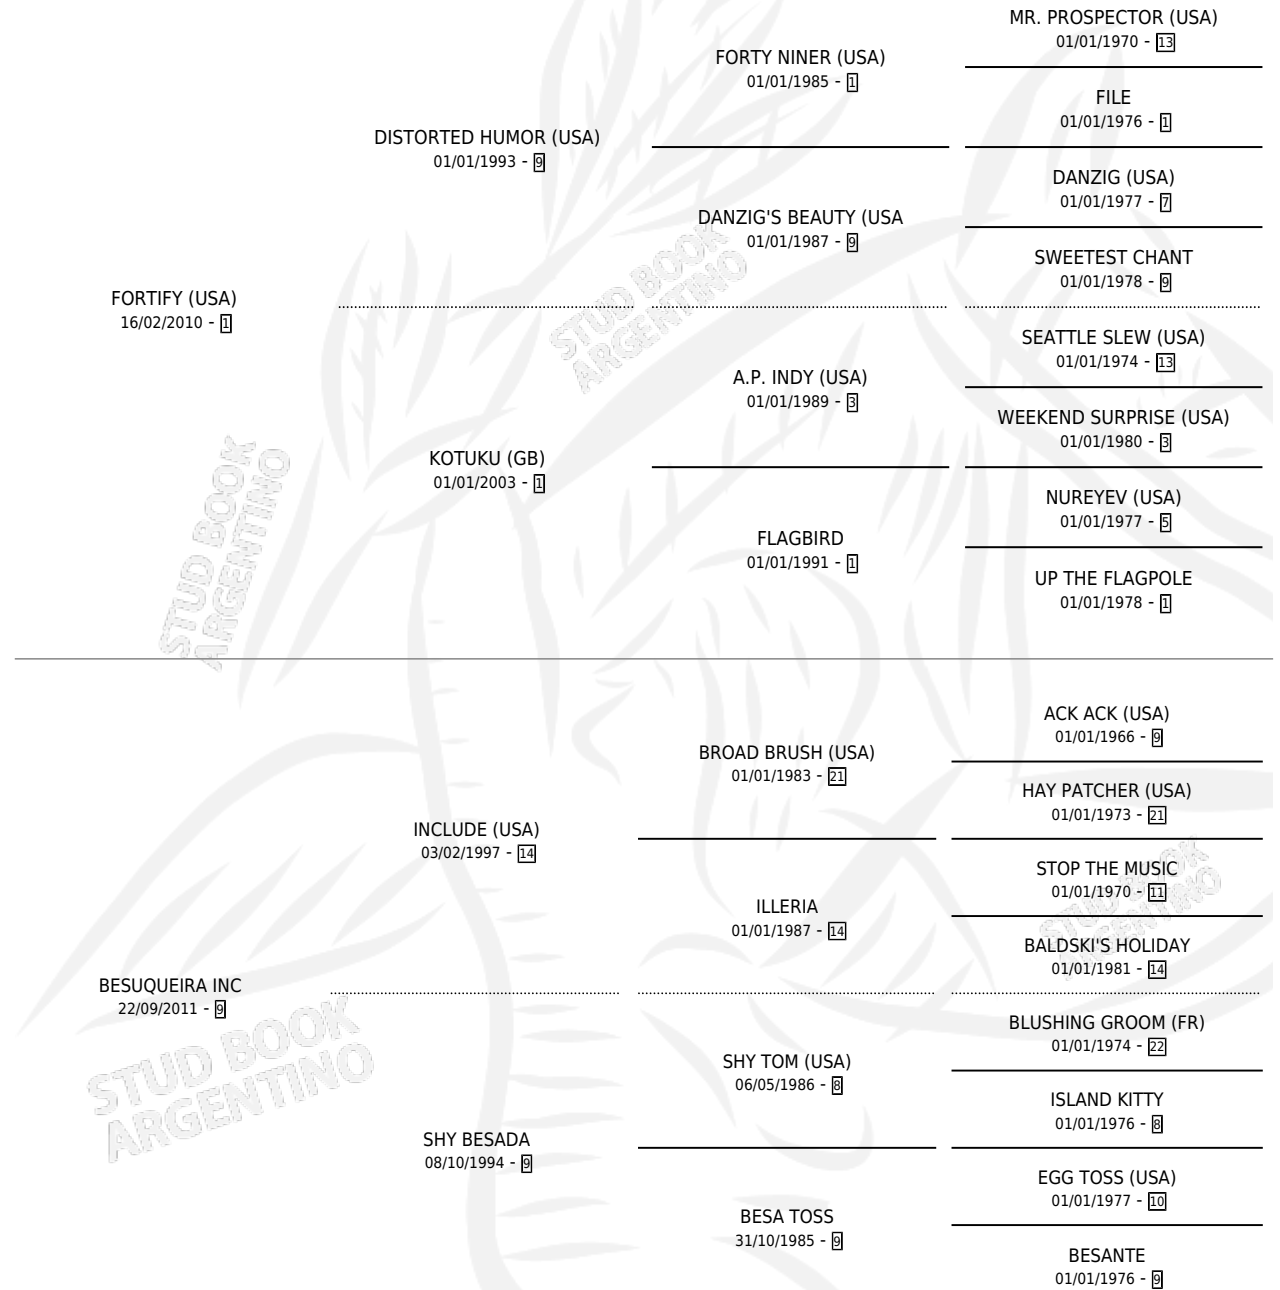 MR. PROSPECTOR (USA)
01/01/1970 - 13
FORTY NINER (USA)
01/01/1985 - 1
FILE
01/01/1976 - 1
DISTORTED HUMOR (USA)
01/01/1993 - 9
DANZIG (USA)
01/01/1977 - 7
DANZIG'S BEAUTY (USA
01/01/1987 - 9
SWEETEST CHANT
01/01/1978 - 9
FORTIFY (USA)
16/02/2010 - 1
SEATTLE SLEW (USA)
01/01/1974 - 13
A.P. INDY (USA)
01/01/1989 - 3
WEEKEND SURPRISE (USA)
01/01/1980 - 3
KOTUKU (GB)
01/01/2003 - 1
NUREYEV (USA)
01/01/1977 - 5
FLAGBIRD
01/01/1991 - 1
UP THE FLAGPOLE
01/01/1978 - 1
STUD BOOK
ARGENTINO
STUD BOOK
ARGENTINO
ACK ACK (USA)
01/01/1966 - 9
BROAD BRUSH (USA)
01/01/1983 - 21
HAY PATCHER (USA)
01/01/1973 - 21
INCLUDE (USA)
03/02/1997 - 14
STOP THE MUSIC
01/01/1970 - 11
ILLERIA
01/01/1987 - 14
BALDSKI'S HOLIDAY
01/01/1981 - 14
STUD BOOK
ARGENTINO
BESUQUEIRA INC
22/09/2011 - 9
BLUSHING GROOM (FR)
01/01/1974 - 22
SHY TOM (USA)
06/05/1986 - 8
ISLAND KITTY
01/01/1976 - 8
STUD BOOK
ARGENTINO
SHY BESADA
08/10/1994 - 9
EGG TOSS (USA)
01/01/1977 - 10
BESA TOSS
31/10/1985 - 9
BESANTE
01/01/1976 - 9